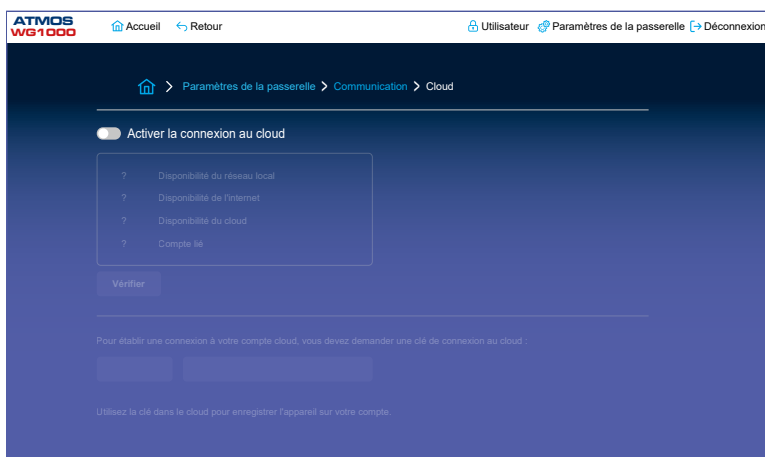 ATMOS
WG1000
Accueil Retour Utilisateur Paramètres de la passerelle Déconnexion
Paramètres de la passerelle Communication Cloud
Activer la connexion au cloud
? Disponibilité du réseau local
? Disponibilité de l'internet
? Disponibilité du cloud
? Compte lié
Vérifier
Pour établir une connexion à votre compte cloud, vous devez demander une clé de connexion au cloud :
Utilisez la clé dans le cloud pour enregistrer l'appareil sur votre compte.